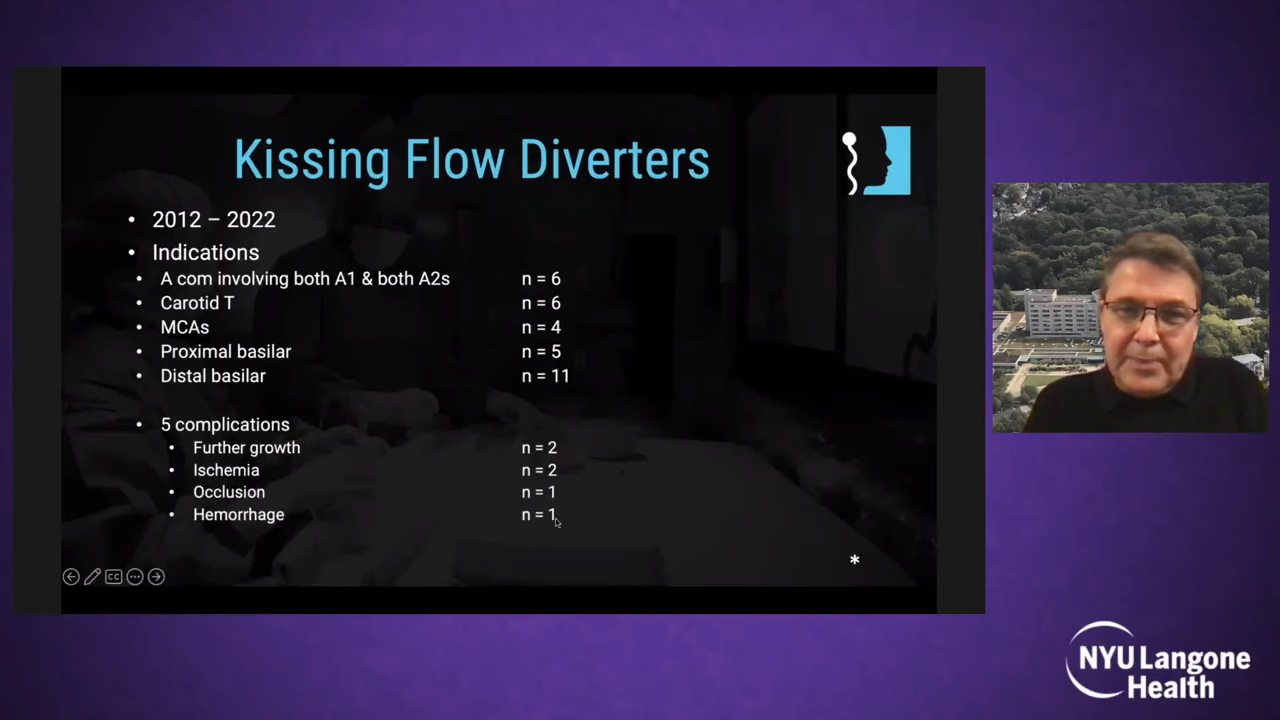 Kissing Flow Diverters
• 2012 – 2022
• Indications
• A com involving both A1 & both A2s n = 6
• Carotid T n = 6
• MCAs n = 4
• Proximal basilar n = 5
• Distal basilar n = 11
• 5 complications
• Further growth n = 2
• Ischemia n = 2
• Occlusion n = 1
• Hemorrhage n = 1
*
CC
NYU Langone
Health